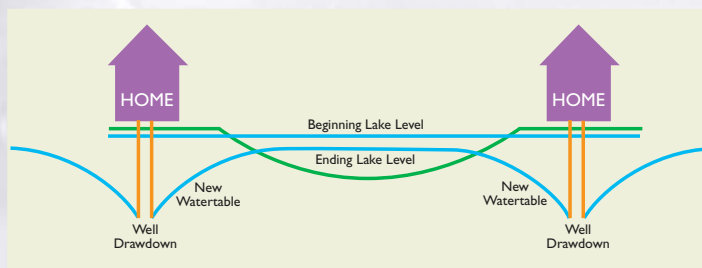 HOME
HOME
Beginning Lake Level
Ending Lake Level
New
Watertable
New
Watertable
Well
Drawdown
Well
Drawdown